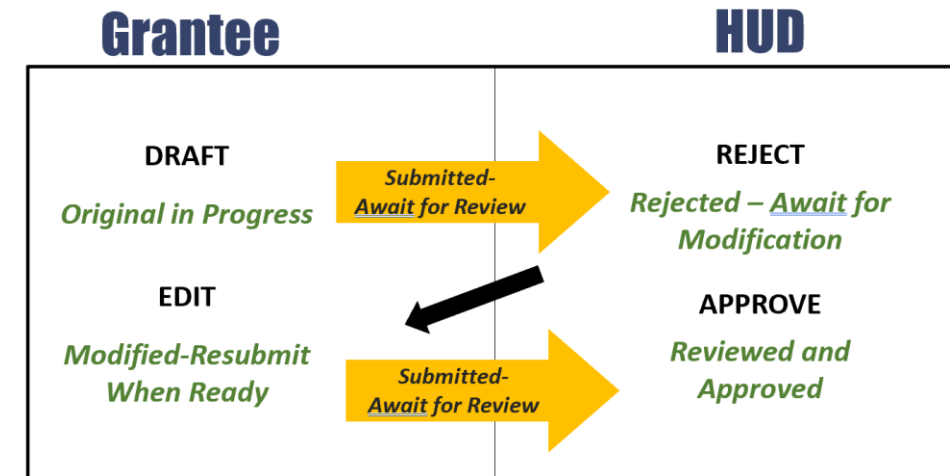 Grantee
HUD
DRAFT
Original in Progress
Submitted-
Await for Review
REJECT
Rejected – Await for
Modification
EDIT
Modified-Resubmit
When Ready
Submitted-
Await for Review
APPROVE
Reviewed and
Approved